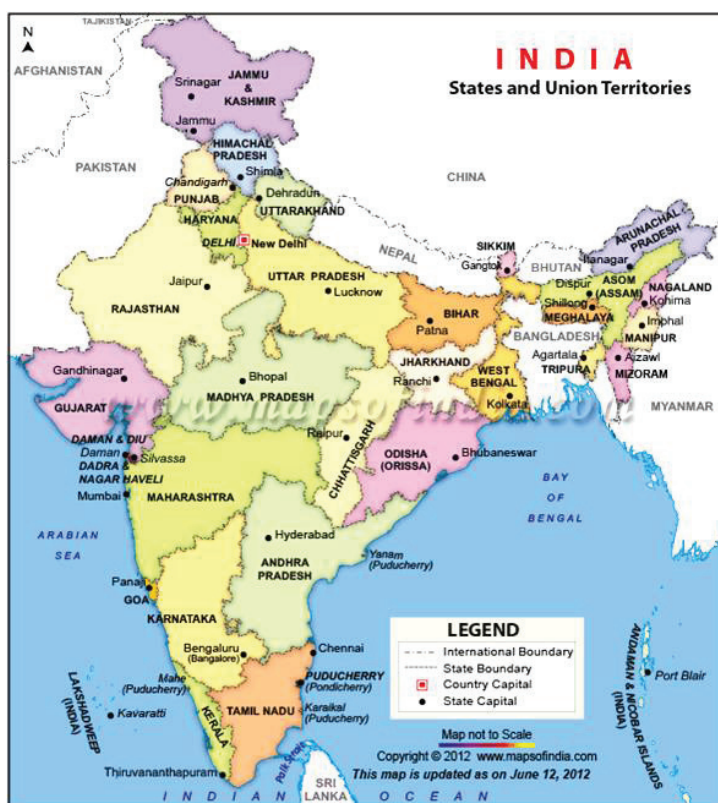 TAJIKISTAN
N
AFGHANISTAN
INDIA
States and Union Territories
JAMMU
&
KASHMIR
Srinagar
Jammu
HIMACHAL
PRADESH
PAKISTAN
Chandigarh
Shimla
CHINA
PUNJAB
Dehradun
UTTARAKHAND
HARYANA
DELHI
New Delhi
NEPAL
SIKKIM
Gangtok
BHUTAN
ARUNACHAL
PRADESH
Itanagar
Jaipur
UTTAR PRADESH
Lucknow
Dispur
ASOM
(ASSAM)
NAGALAND
Kohima
RAJASTHAN
BIHAR
Patna
Shillong
MEGHALAYA
Imphal
MANIPUR
BANGLADESH
JHARKHAND
Ranchi
WEST
BENGAL
Kolkata
Agartala
TRIPURA
Aizawl
MIZORAM
MYANMAR
Gandhinagar
GUJARAT
Bhopal
MADHYA PRADESH
www.mapsofindia.com
Raipur
CHHATTISGARH
ODISHA
(ORISSA)
Bhubaneswar
DAMAN & DIU
Daman
Silvassa
DADRA &
NAGAR HAVELI
Mumbai
MAHARASHTRA
BAY
OF
BENGAL
ARABIAN
SEA
Hyderabad
ANDHRA
PRADESH
Yanam
(Puducherry)
Panaji
GOA
KARNATAKA
Bengaluru
(Bangalore)
Chennai
Mahe
(Puducherry)
PUDUCHERRY
(Pondicherry)
LAKSHADWEEP
(INDIA)
Kavaratti
KERALA
TAMIL NADU
Karaikal
(Puducherry)
Thiruvananthapuram
Palk Strait
SRI
LANKA
INDIAN OCEAN
ANDAMAN & NICOBAR ISLANDS
(INDIA)
Port Blair
LEGEND
International Boundary
State Boundary
Country Capital
State Capital
Map not to Scale
Copyright © 2012 www.mapsofindia.com
This map is updated as on June 12, 2012